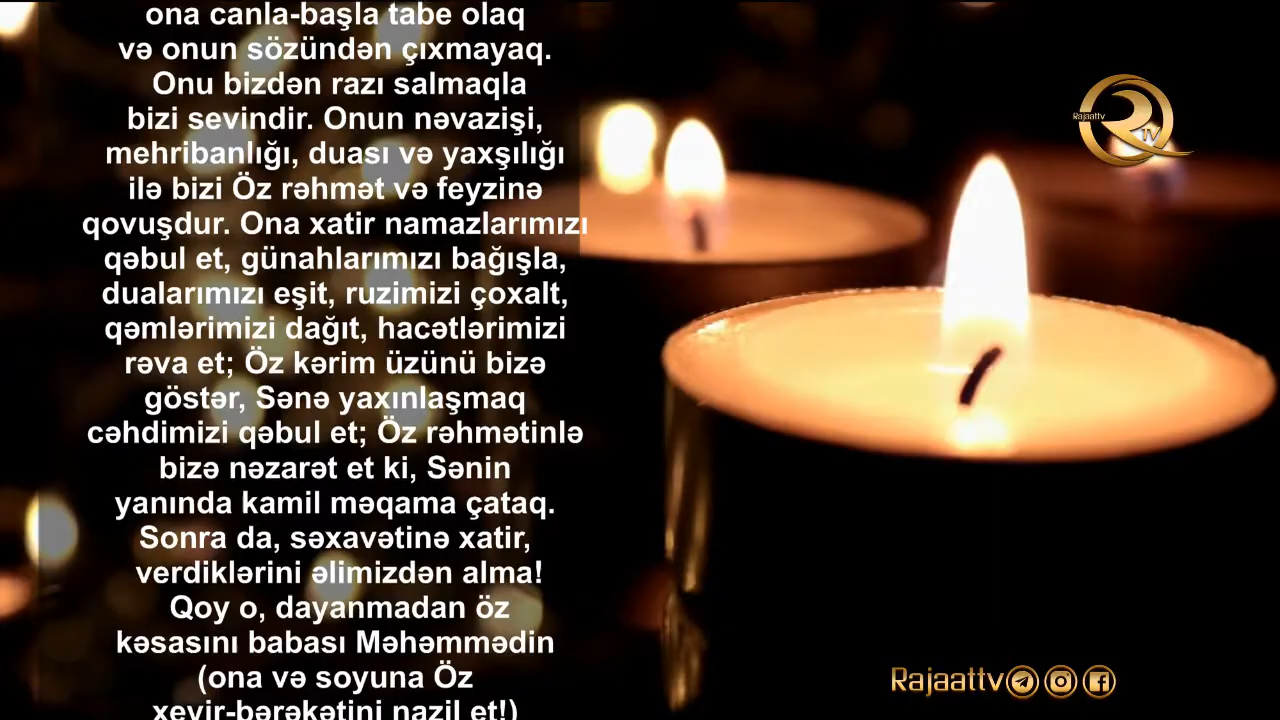 ona canla-başla tabe olaq
və onun sözündən çıxmayaq.
Onu bizdən razı salmaqla
bizi sevindir. Onun nəvazişi,
mehribanlığı, duası və yaxşılığı
ilə bizi Öz rəhmət və feyzinə
qovuşdur. Ona xatir namazlarımızı
qəbul et, günahlarımızı bağışla,
dualarımızı eşit, ruzimizi çoxalt,
qəmlərimizi dağıt, hacətlərimizi
rəva et; Öz kərim üzünü bizə
göstər, Sənə yaxınlaşmaq
cəhdimizi qəbul et; Öz rəhmətinlə
bizə nəzarət et ki, Sənin
yanında kamil məqama çataq.
Sonra da, səxavətinə xatir,
verdiklərini əlimizdən alma!
Qoy o, dayanmadan öz
kəsasını babası Məhəmmədin
(ona və soyuna Öz
xeyir-bərəkətini nazil et!)
Rajaattv
R TV
Rajaattv